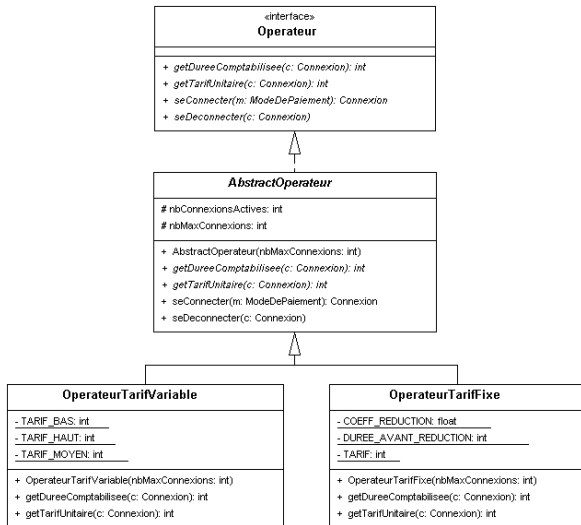 «interface»
Operateur
+ getDureeComptabilisee(c: Connexion): int
+ getTarifUnitaire(c: Connexion): int
+ seConnecter(m: ModeDePaiement): Connexion
+ seDeconnecter(c: Connexion)
AbstractOperateur
# nbConnexionsActives: int
# nbMaxConnexions: int
+ AbstractOperateur(nbMaxConnexions: int)
+ getDureeComptabilisee(c: Connexion): int
+ getTarifUnitaire(c: Connexion): int
+ seConnecter(m: ModeDePaiement): Connexion
+ seDeconnecter(c: Connexion)
OperateurTarifVariable
- TARIF_BAS: int
- TARIF_HAUT: int
- TARIF_MOYEN: int
+ OperateurTarifVariable(nbMaxConnexions: int)
+ getDureeComptabilisee(c: Connexion): int
+ getTarifUnitaire(c: Connexion): int
OperateurTarifFixe
- COEFF_REDUCTION: float
- DUREE_AVANT_REDUCTION: int
- TARIF: int
+ OperateurTarifFixe(nbMaxConnexions: int)
+ getDureeComptabilisee(c: Connexion): int
+ getTarifUnitaire(c: Connexion): int